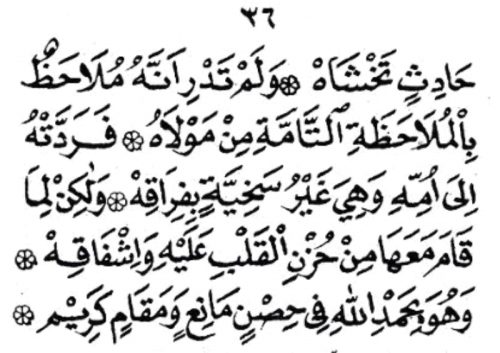 ٣٦
حَادِثٍ تَخْشَاهْ ۞ وَلَمْ تَدْرِ اَنَّهُ مُلَاحَظٌ
بِالْمُلَاحَظَةِ التَّامَّةِ مِنْ مَوْلَاهُ ۞ فَرَدَّتْهُ
اِلَى اُمِّهِ وَهِيَ غَيْرُ سَخِيَّةٍ بِفِرَاقِهْ ۞ وَلٰكِنْ لِمَا
قَامَ مَعَهَا مِنْ حُزْنِ الْقَلْبِ عَلَيْهِ وَاِشْفَاقِهْ ۞
وَهُوَ بِحَمْدِ اللهِ فِى حِصْنٍ مَانِعٍ وَمَقَامٍ كَرِيْمٍ ۞